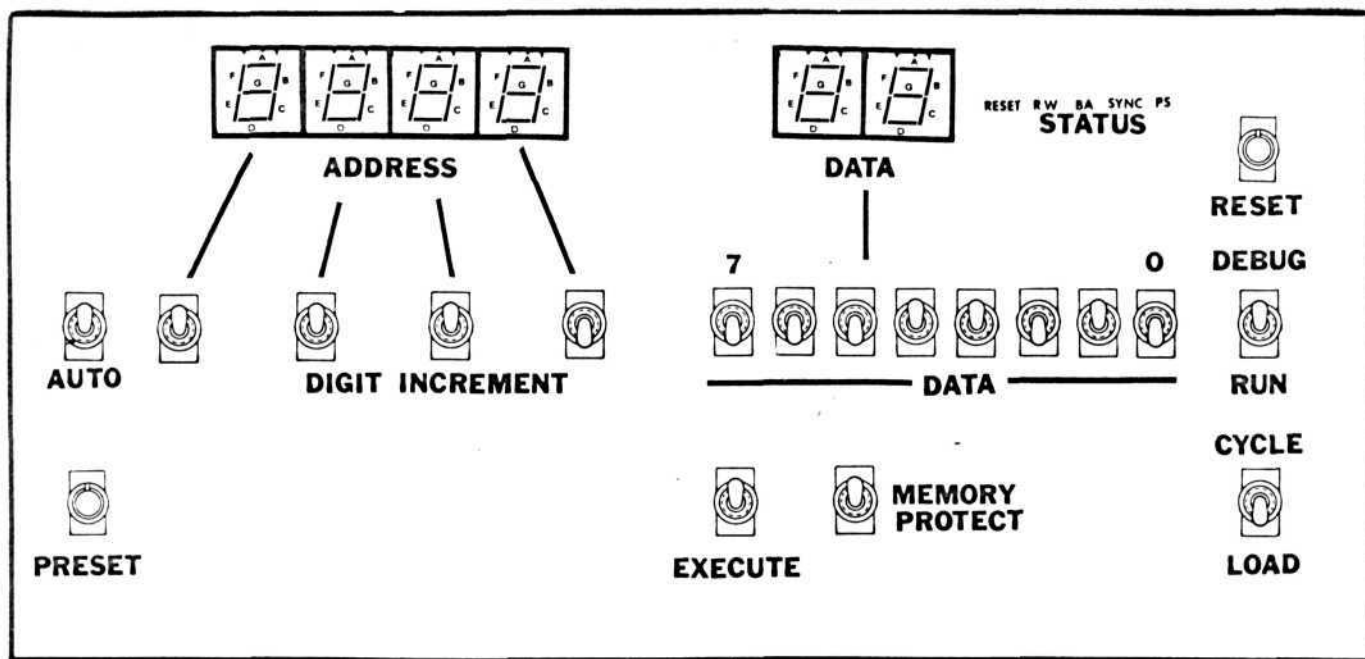 A A A A A A
F G B F G B F G B F G B F G B F G B
E C E C E C E C E C E C
D D D D D D
RESET RW BA SYNC PS
STATUS
ADDRESS DATA
RESET
7 0 DEBUG
AUTO DIGIT INCREMENT DATA RUN
CYCLE
MEMORY
PROTECT
PRESET EXECUTE LOAD